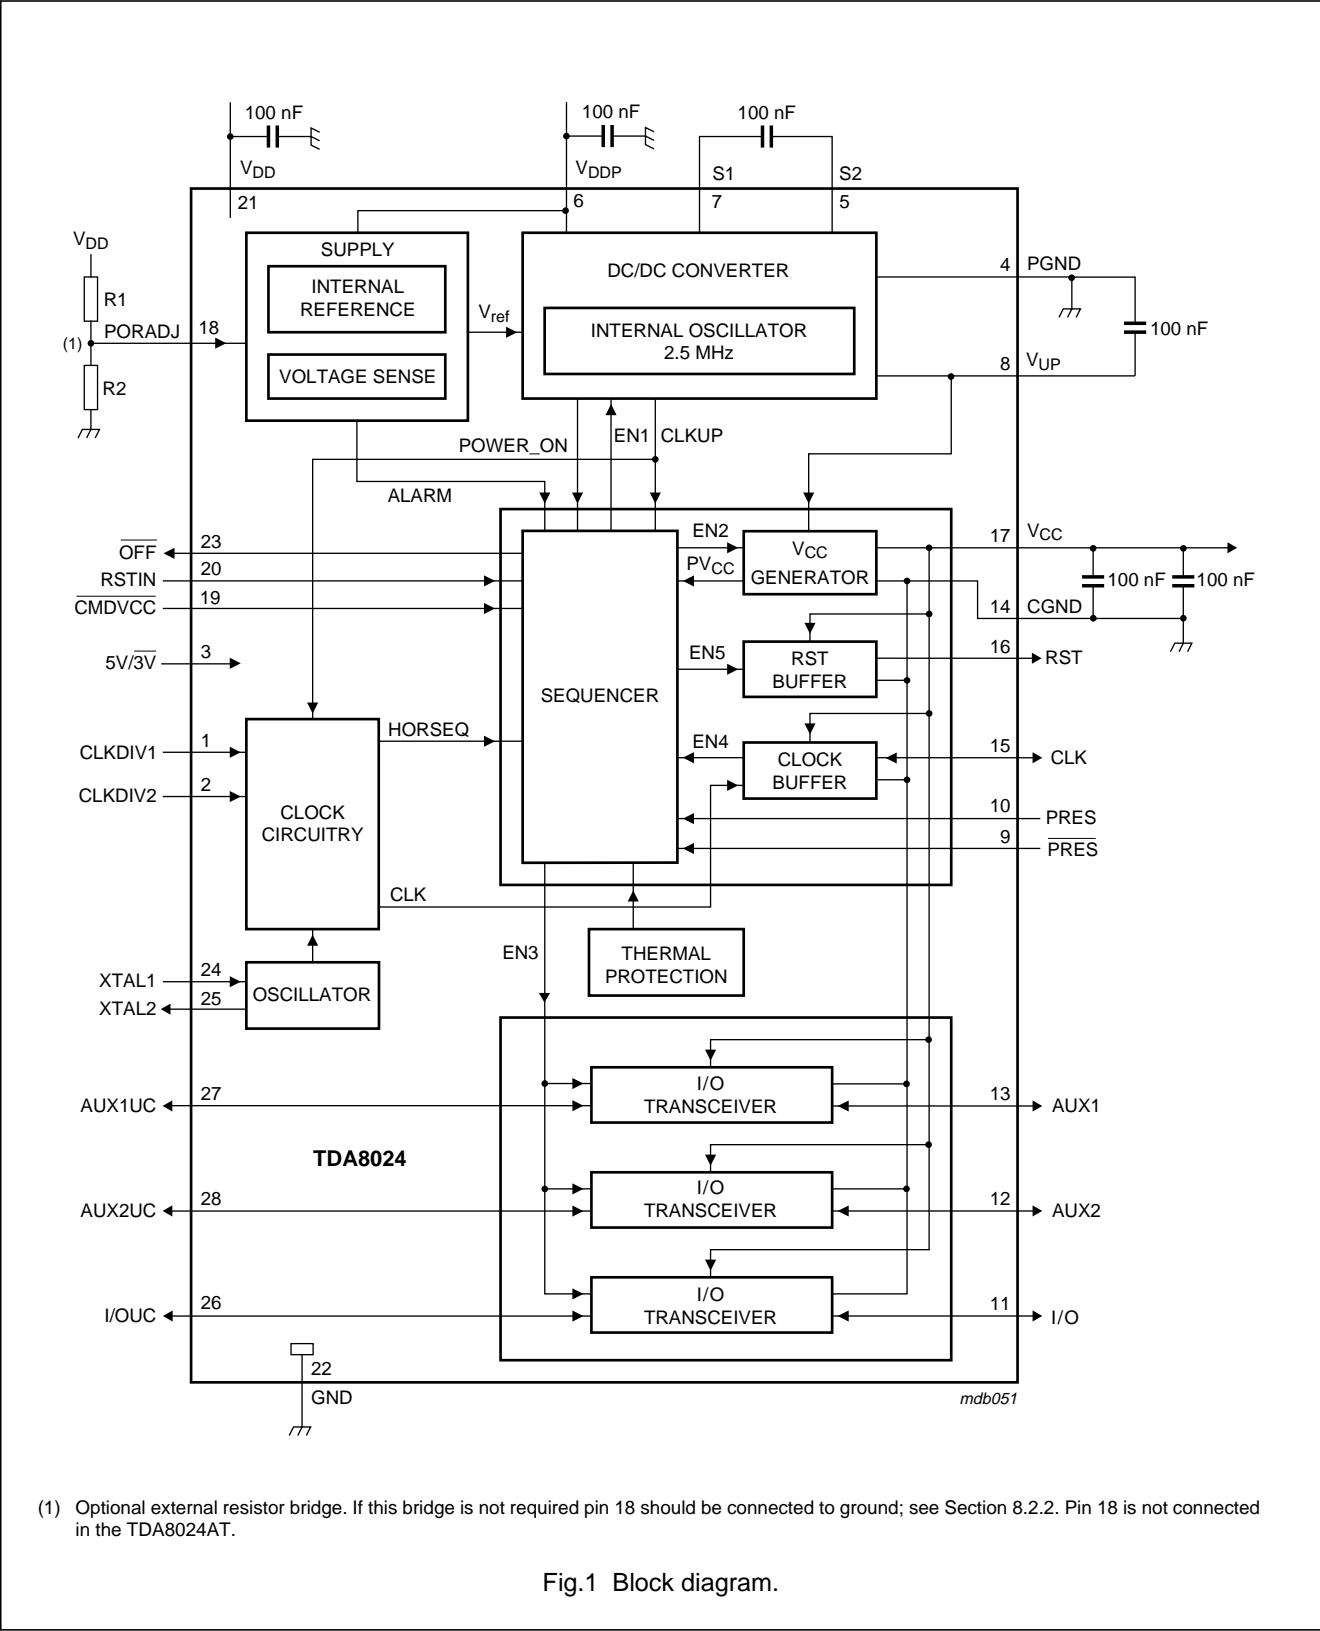 100 nF
100 nF
100 nF
VDD
VDDP
S1
S2
21
6
7
5
VDD
R1
(1)
PORADJ
18
R2
SUPPLY
INTERNAL
REFERENCE
VOLTAGE SENSE
Vref
DC/DC CONVERTER
INTERNAL OSCILLATOR
2.5 MHz
4
PGND
100 nF
8
VUP
POWER_ON
EN1
CLKUP
ALARM
OFF
23
RSTIN
20
CMDVCC
19
5V/3V
3
SEQUENCER
EN2
PVCC
VCC
GENERATOR
17
VCC
100 nF
100 nF
14
CGND
EN5
RST
BUFFER
16
RST
EN4
CLOCK
BUFFER
15
CLK
10
PRES
9
PRES
CLKDIV1
1
CLKDIV2
2
HORSEQ
CLOCK
CIRCUITRY
CLK
EN3
THERMAL
PROTECTION
XTAL1
24
XTAL2
25
OSCILLATOR
AUX1UC
27
I/O
TRANSCEIVER
13
AUX1
TDA8024
AUX2UC
28
I/O
TRANSCEIVER
12
AUX2
I/OUC
26
I/O
TRANSCEIVER
11
I/O
22
GND
mdb051
(1) Optional external resistor bridge. If this bridge is not required pin 18 should be connected to ground; see Section 8.2.2. Pin 18 is not connected
in the TDA8024AT.
Fig.1 Block diagram.